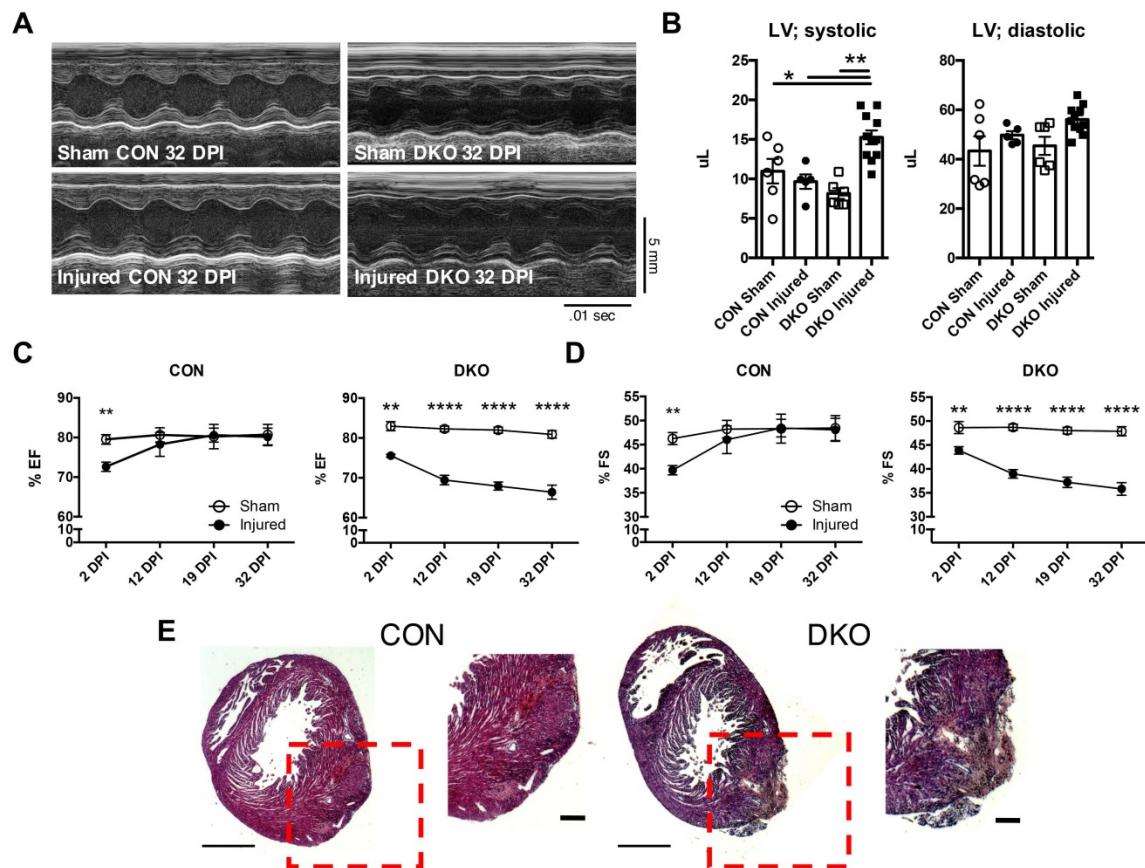 A
Sham CON 32 DPI
Sham DKO 32 DPI
Injured CON 32 DPI
Injured DKO 32 DPI
5 mm
.01 sec
B
LV; systolic
LV; diastolic
* **
uL
25
20
15
10
5
0
CON Sham
CON Injured
DKO Sham
DKO Injured
uL
80
60
40
20
0
CON Sham
CON Injured
DKO Sham
DKO Injured
C
CON
**
% EF
90
80
70
60
10
0
Sham
Injured
2 DPI
12 DPI
19 DPI
32 DPI
DKO
** **** **** ****
% EF
90
80
70
60
10
0
2 DPI
12 DPI
19 DPI
32 DPI
D
CON
**
% FS
55
50
45
40
35
30
10
0
Sham
Injured
2 DPI
12 DPI
19 DPI
32 DPI
DKO
** **** **** ****
% FS
55
50
45
40
35
30
10
0
2 DPI
12 DPI
19 DPI
32 DPI
E
CON
DKO